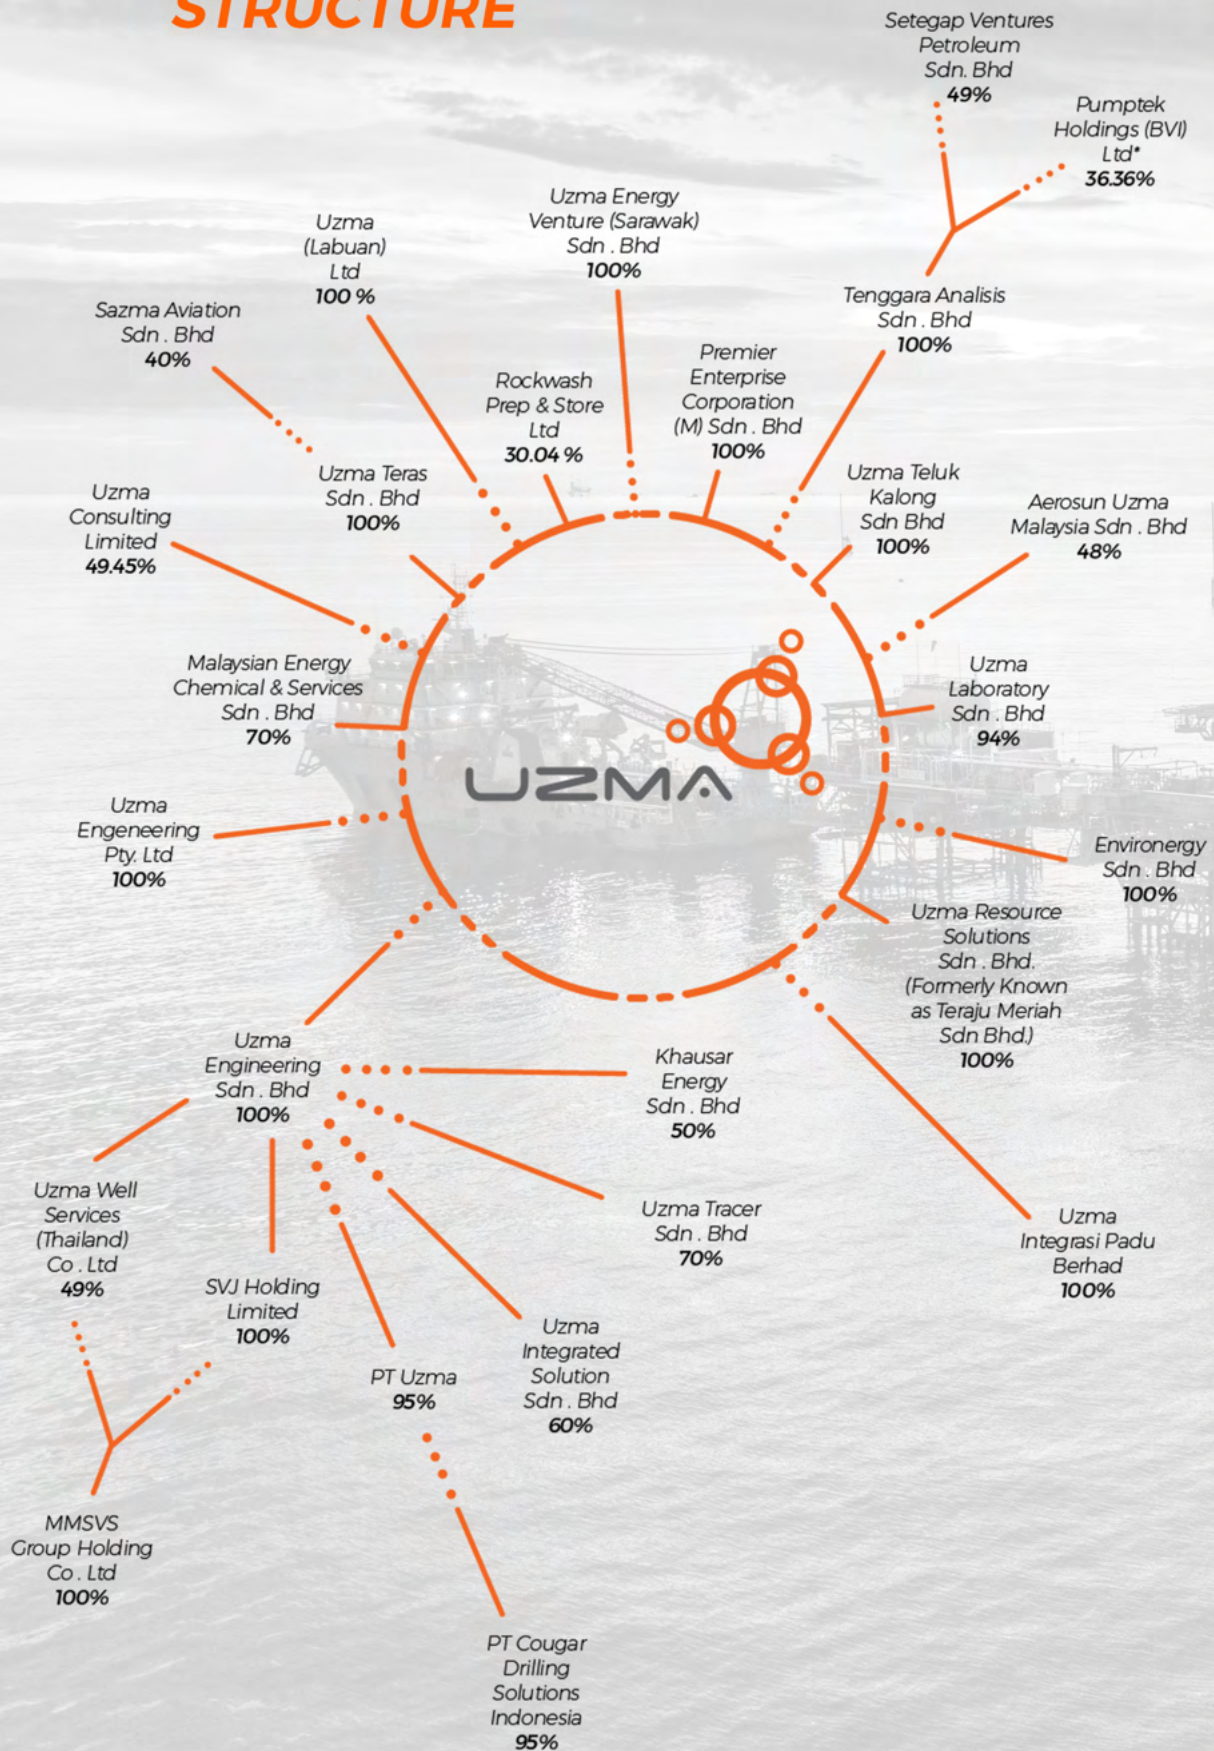 STRUCTURE
Setegap Ventures
Petroleum
Sdn. Bhd
49%
Pumptek
Holdings (BVI)
Ltd*
36.36%
Uzma Energy
Venture (Sarawak)
Sdn . Bhd
100%
Uzma
(Labuan)
Ltd
100 %
Tenggara Analisis
Sdn . Bhd
100%
Sazma Aviation
Sdn . Bhd
40%
Premier
Enterprise
Corporation
(M) Sdn . Bhd
100%
Rockwash
Prep & Store
Ltd
30.04 %
Uzma Teras
Sdn . Bhd
100%
Uzma Teluk
Kalong
Sdn Bhd
100%
Uzma
Consulting
Limited
49.45%
Aerosun Uzma
Malaysia Sdn . Bhd
48%
Malaysian Energy
Chemical & Services
Sdn . Bhd
70%
Uzma
Laboratory
Sdn . Bhd
94%
UZMA
Uzma
Engeneering
Pty. Ltd
100%
Environergy
Sdn . Bhd
100%
Uzma Resource
Solutions
Sdn . Bhd.
(Formerly Known
as Teraju Meriah
Sdn Bhd.)
100%
Uzma
Engineering
Sdn . Bhd
100%
Khausar
Energy
Sdn . Bhd
50%
Uzma Well
Services
(Thailand)
Co . Ltd
49%
Uzma Tracer
Sdn . Bhd
70%
Uzma
Integrasi Padu
Berhad
100%
SVJ Holding
Limited
100%
Uzma
Integrated
Solution
Sdn . Bhd
60%
PT Uzma
95%
MMSVS
Group Holding
Co . Ltd
100%
PT Cougar
Drilling
Solutions
Indonesia
95%